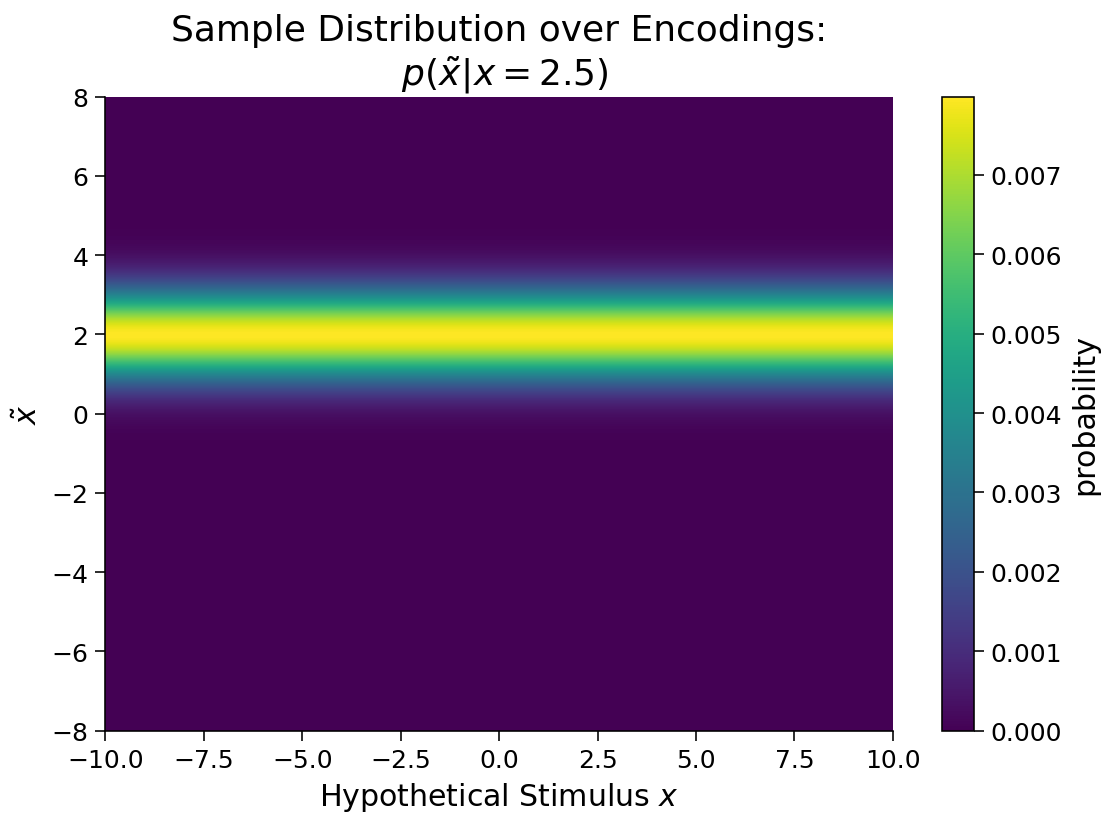 Sample Distribution over Encodings:
p(x̃|x = 2.5)
8
6
4
2
0
−2
−4
−6
−8
x̃
−10.0 −7.5 −5.0 −2.5 0.0 2.5 5.0 7.5 10.0
Hypothetical Stimulus x
0.007
0.006
0.005
0.004
0.003
0.002
0.001
0.000
probability